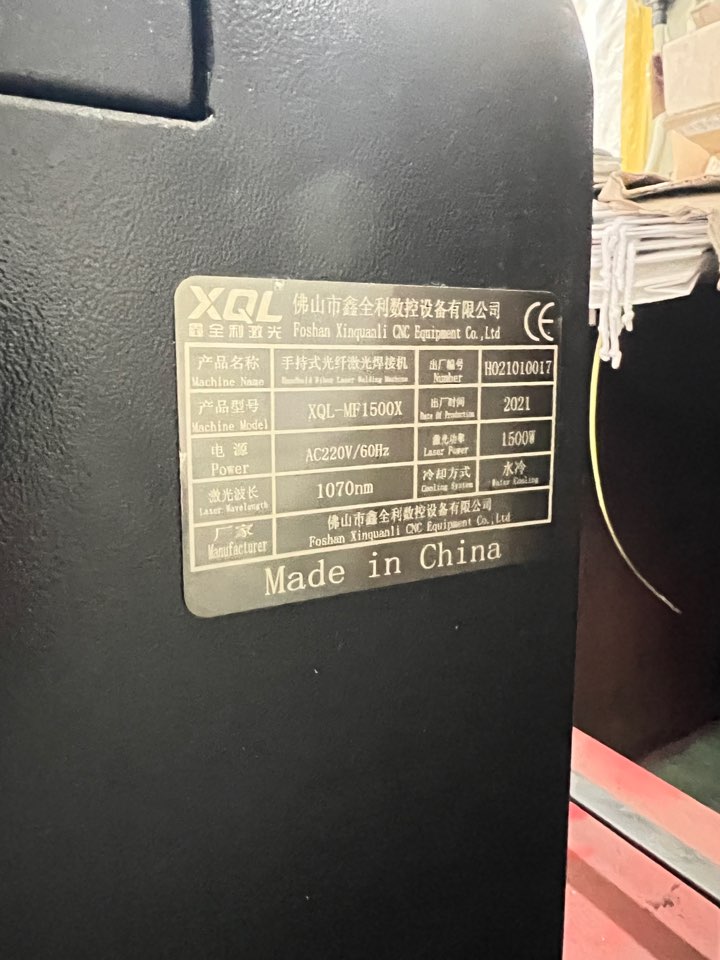 XQL 佛山市鑫全利数控设备有限公司 CE
鑫全利激光 Foshan Xinquanli CNC Equipment Co.,Ltd
产品名称 手持式光纤激光焊接机 出厂编号 H021010017
Machine Name Handheld Fiber Laser Welding Machine Number
产品型号 XQL-MF1500X 出厂时间 2021
Machine Model Date Of Production
电 源 AC220V/60Hz 激光功率 1500W
Power Laser Power
激光波长 1070nm 冷却方式 水冷
Laser Wavelength Cooling System Water Cooling
厂家 佛山市鑫全利数控设备有限公司
Manufacturer Foshan Xinquanli CNC Equipment Co.,Ltd
Made in China